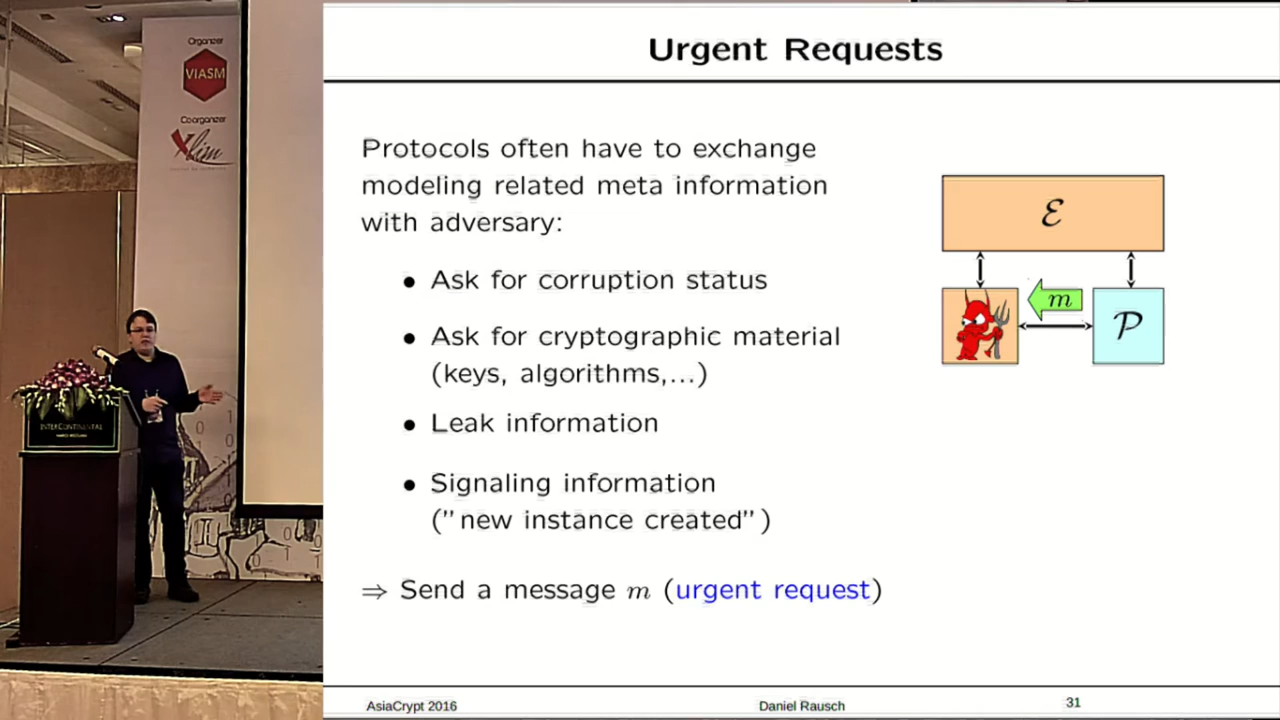 Organizer
VIASM
Co-organizer
Xlim
INTERCONTINENTAL
Urgent Requests
Protocols often have to exchange
modeling related meta information
with adversary:
• Ask for corruption status
• Ask for cryptographic material
(keys, algorithms,...)
• Leak information
• Signaling information
("new instance created")
⇒ Send a message m (urgent request)
ℰ
m
𝒫
AsiaCrypt 2016
Daniel Rausch
31